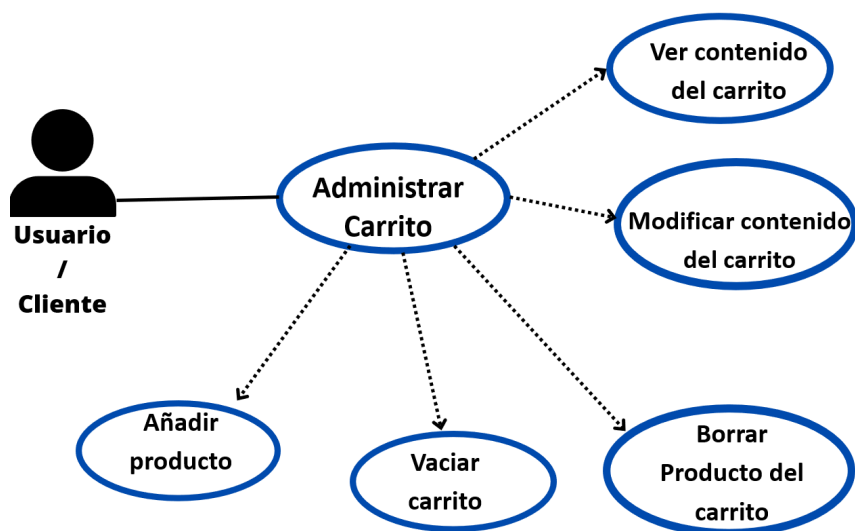 Ver contenido
del carrito
Administrar
Carrito
Modificar contenido
del carrito
Usuario
/
Cliente
Añadir
producto
Vaciar
carrito
Borrar
Producto del
carrito